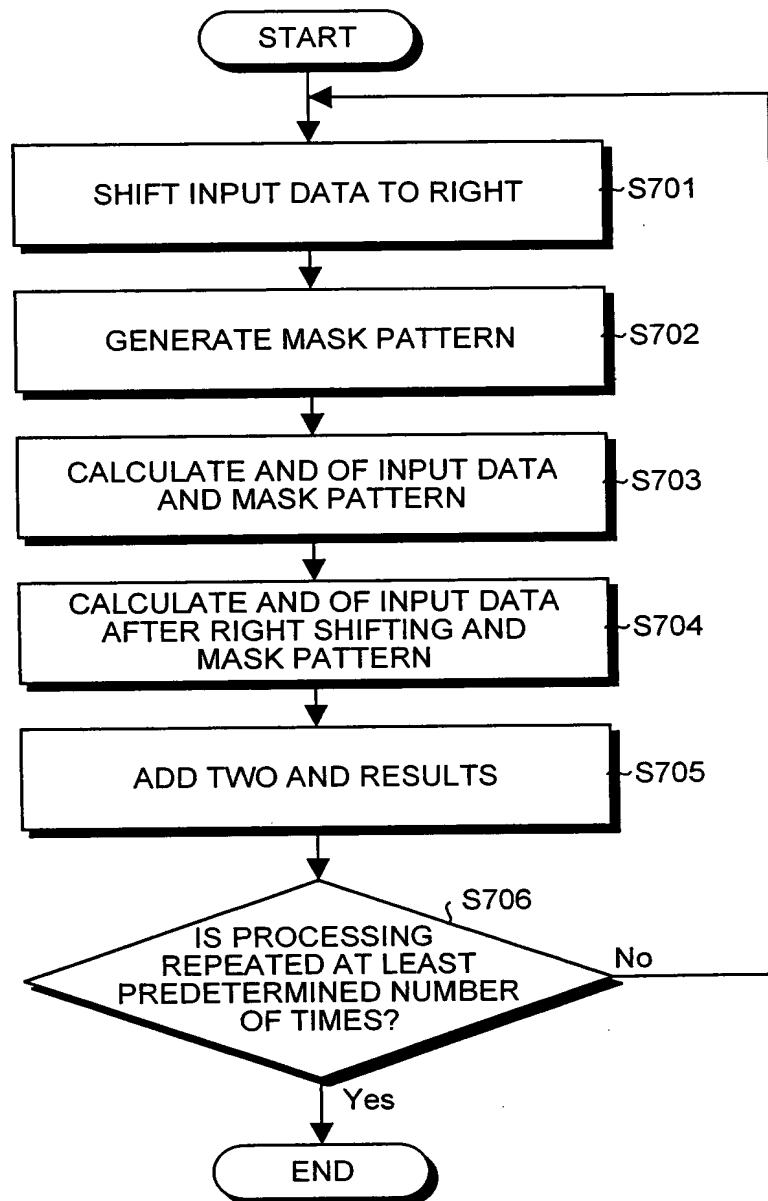 START
SHIFT INPUT DATA TO RIGHT
S701
GENERATE MASK PATTERN
S702
CALCULATE AND OF INPUT DATA
AND MASK PATTERN
S703
CALCULATE AND OF INPUT DATA
AFTER RIGHT SHIFTING AND
MASK PATTERN
S704
ADD TWO AND RESULTS
S705
S706
IS PROCESSING
REPEATED AT LEAST
PREDETERMINED NUMBER
OF TIMES?
No
Yes
END